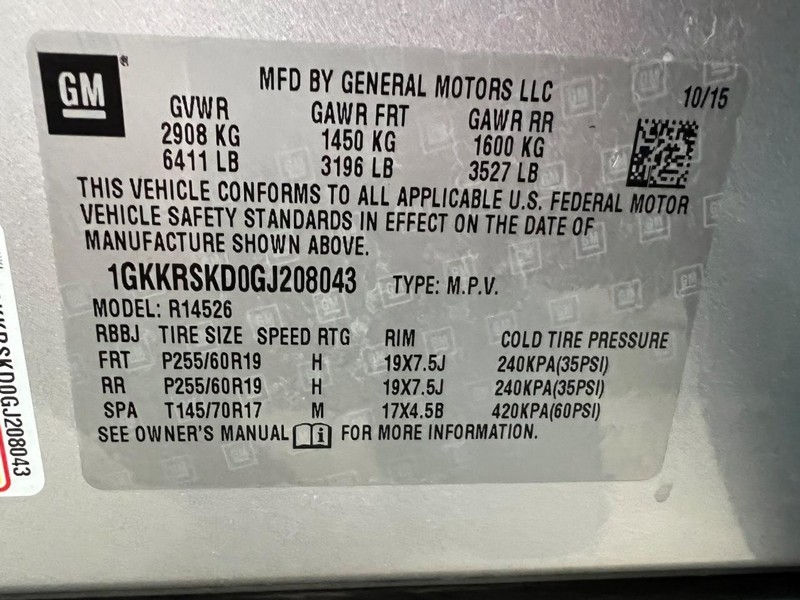 GM
MFD BY GENERAL MOTORS LLC
10/15
GVWR GAWR FRT GAWR RR
2908 KG 1450 KG 1600 KG
6411 LB 3196 LB 3527 LB
THIS VEHICLE CONFORMS TO ALL APPLICABLE U.S. FEDERAL MOTOR
VEHICLE SAFETY STANDARDS IN EFFECT ON THE DATE OF
MANUFACTURE SHOWN ABOVE.
1GKKRSKD0GJ208043 TYPE: M.P.V.
MODEL: R14526
RBBJ TIRE SIZE SPEED RTG RIM COLD TIRE PRESSURE
FRT P255/60R19 H 19X7.5J 240KPA(35PSI)
RR P255/60R19 H 19X7.5J 240KPA(35PSI)
SPA T145/70R17 M 17X4.5B 420KPA(60PSI)
SEE OWNER'S MANUAL FOR MORE INFORMATION.
KRSKD0GJ208043